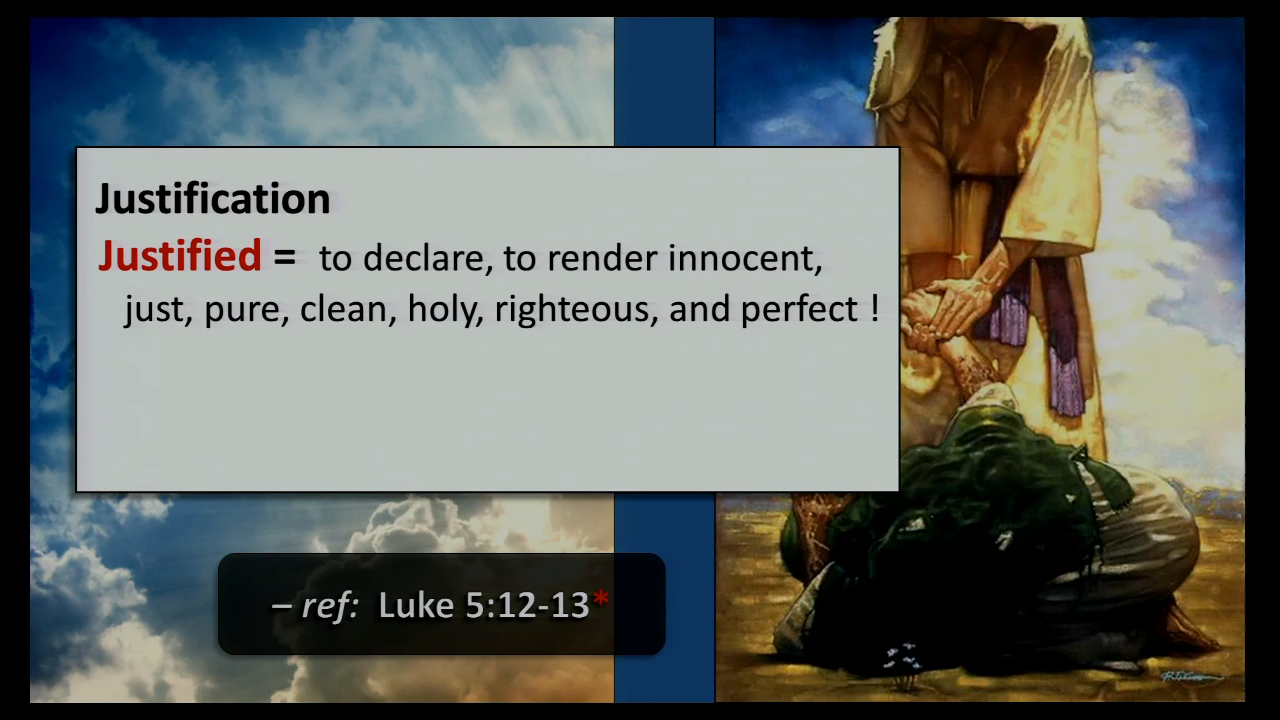 Justification
Justified = to declare, to render innocent,
just, pure, clean, holy, righteous, and perfect !
– ref: Luke 5:12-13*